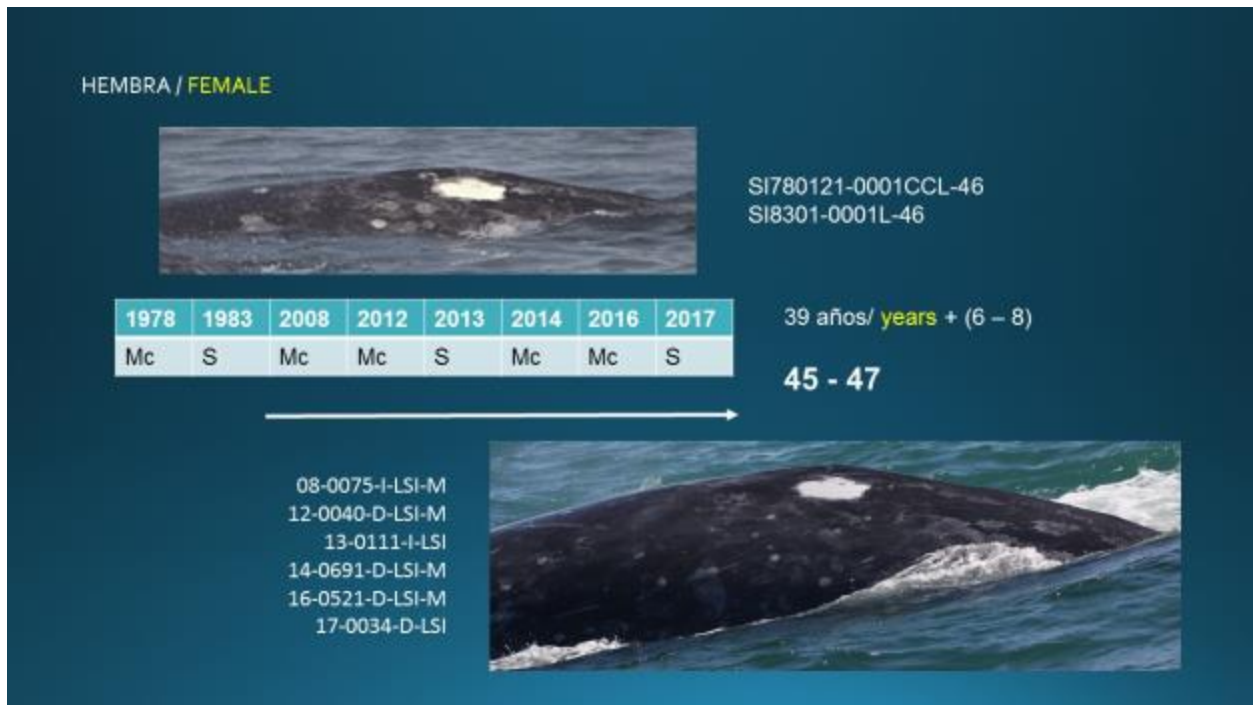 HEMBRA / FEMALE
SI780121-0001CCL-46
SI8301-0001L-46
1978 1983 2008 2012 2013 2014 2016 2017
Mc S Mc Mc S Mc Mc S
39 años/ years + (6 – 8)
45 - 47
08-0075-I-LSI-M
12-0040-D-LSI-M
13-0111-I-LSI
14-0691-D-LSI-M
16-0521-D-LSI-M
17-0034-D-LSI